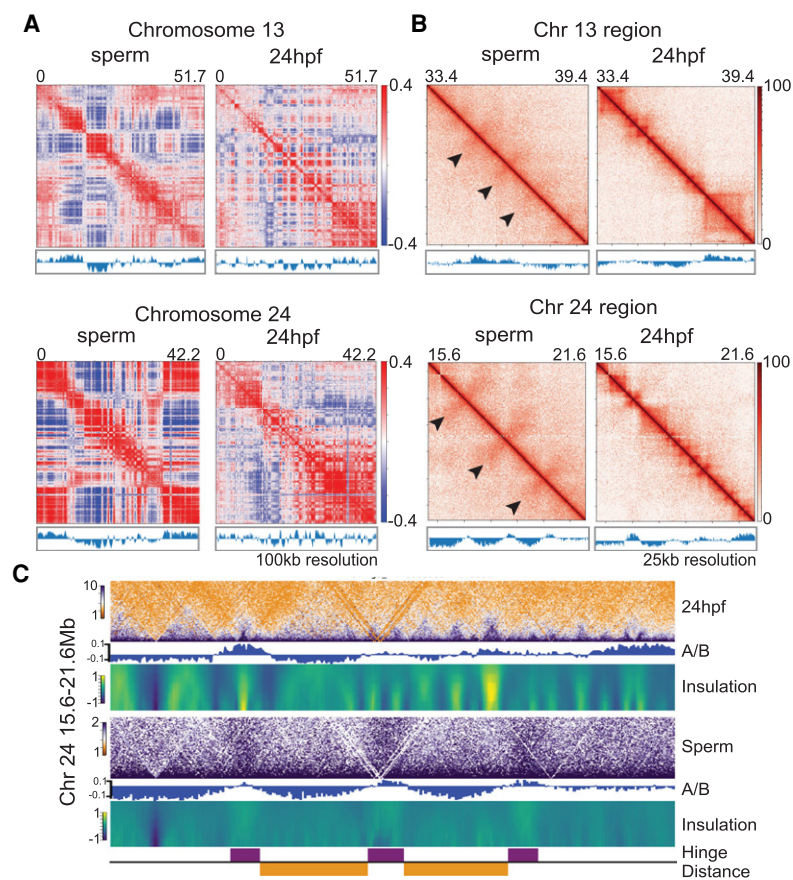 A
Chromosome 13
sperm
24hpf
0 51.7
0 51.7
0.4
-0.4
Chromosome 24
sperm
24hpf
0 42.2
0 42.2
0.4
-0.4
100kb resolution
B
Chr 13 region
sperm
24hpf
33.4 39.4
33.4 39.4
100
0
Chr 24 region
sperm
24hpf
15.6 21.6
15.6 21.6
100
0
25kb resolution
C
Chr 24 15.6-21.6Mb
10
1
24hpf
0.1
-0.1
A/B
1
-1
Insulation
2
1
Sperm
0.1
-0.1
A/B
1
-1
Insulation
Hinge
Distance